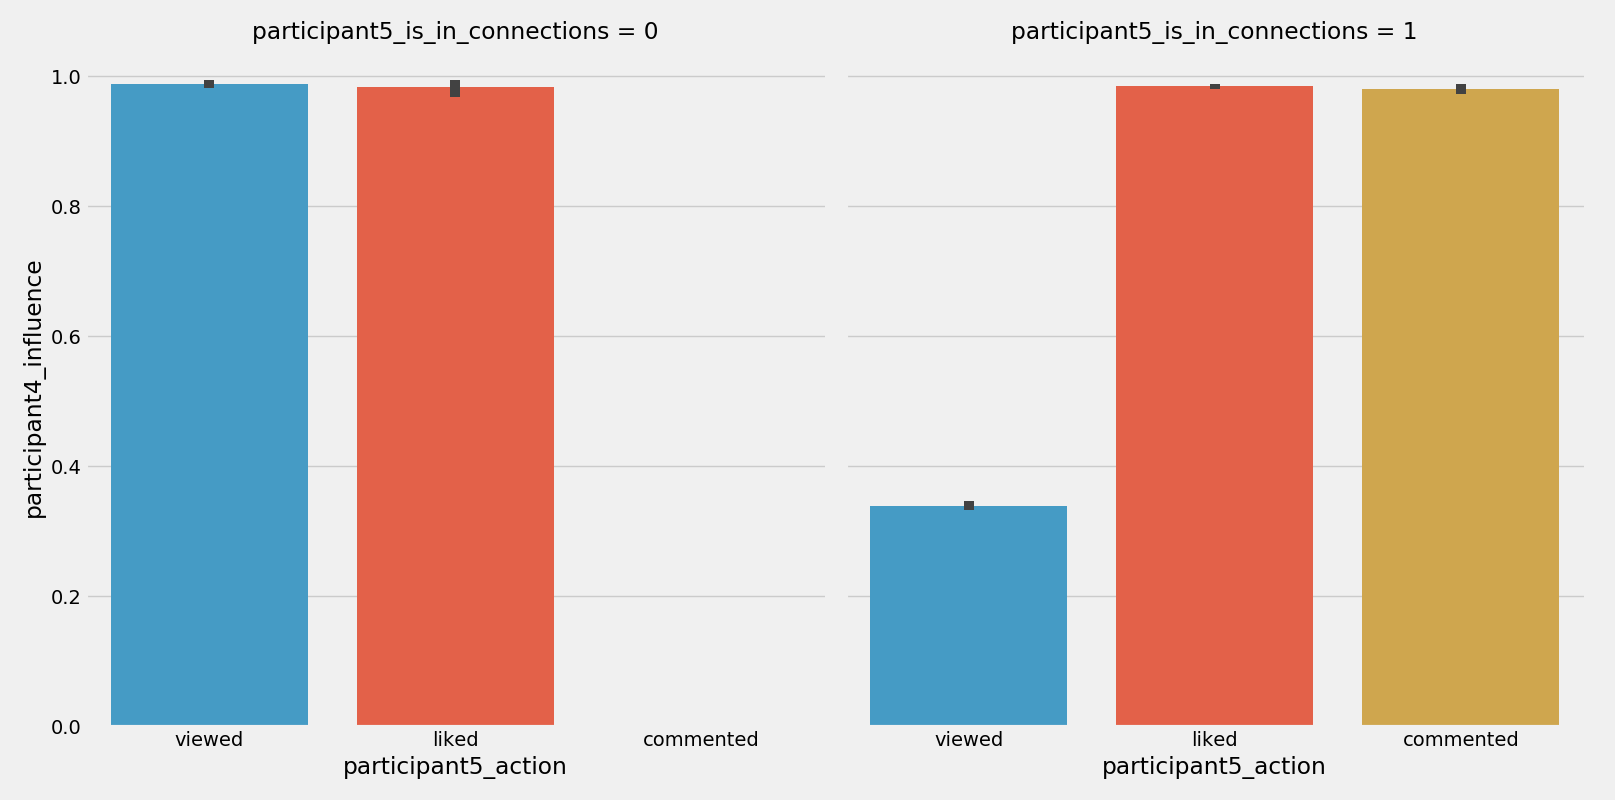 participant5_is_in_connections = 0
participant5_is_in_connections = 1
participant4_influence
1.0
0.8
0.6
0.4
0.2
0.0
viewed liked commented
viewed liked commented
participant5_action
participant5_action